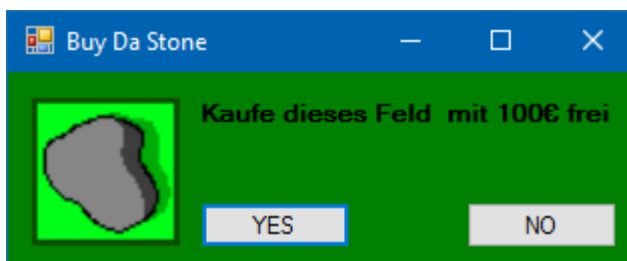 Buy Da Stone
Kaufe dieses Feld  mit 100€ frei
YES
NO